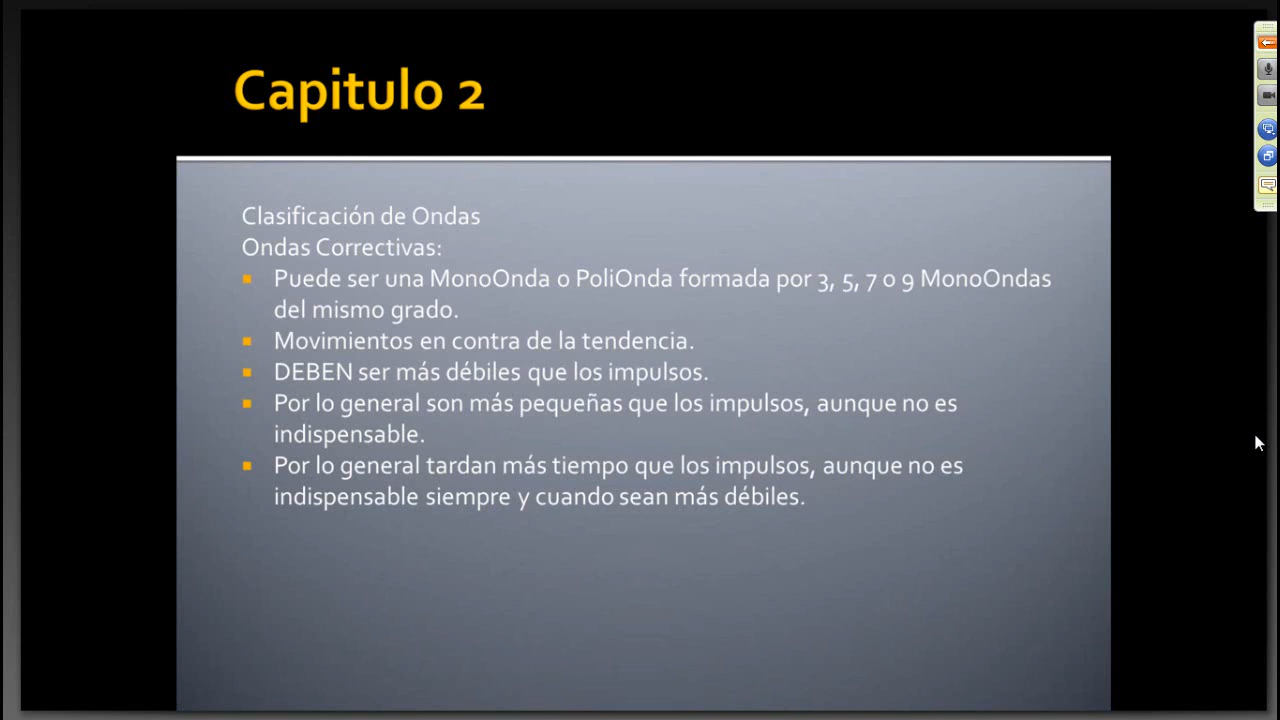 Capitulo 2
Clasificación de Ondas
Ondas Correctivas:
Puede ser una MonoOnda o PoliOnda formada por 3, 5, 7 o 9 MonoOndas
del mismo grado.
Movimientos en contra de la tendencia.
DEBEN ser más débiles que los impulsos.
Por lo general son más pequeñas que los impulsos, aunque no es
indispensable.
Por lo general tardan más tiempo que los impulsos, aunque no es
indispensable siempre y cuando sean más débiles.